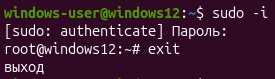 windows-user@windows12:~$ sudo -i
[sudo: authenticate] Пароль:
root@windows12:~# exit
выход